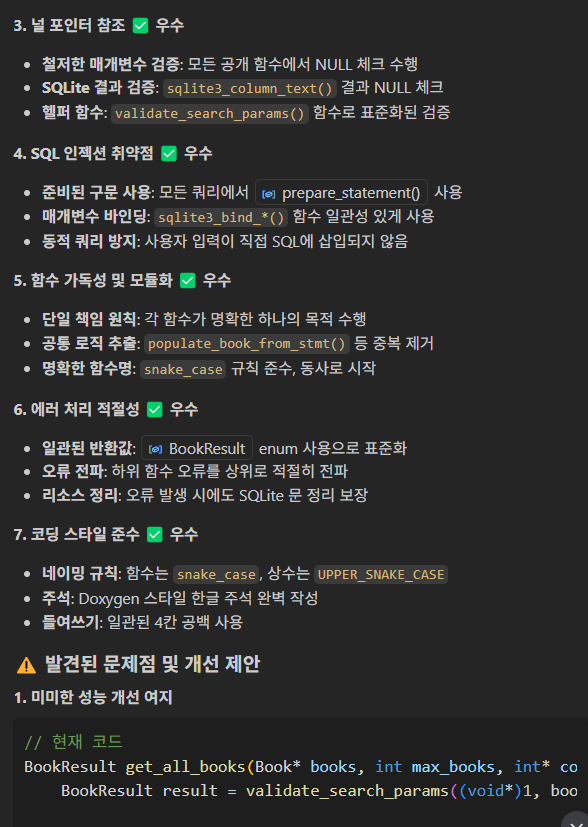 3. 널 포인터 참조 ✅ 우수
• 철저한 매개변수 검증: 모든 공개 함수에서 NULL 체크 수행
• SQLite 결과 검증: sqlite3_column_text() 결과 NULL 체크
• 헬퍼 함수: validate_search_params() 함수로 표준화된 검증
4. SQL 인젝션 취약점 ✅ 우수
• 준비된 구문 사용: 모든 쿼리에서 prepare_statement() 사용
• 매개변수 바인딩: sqlite3_bind_*() 함수 일관성 있게 사용
• 동적 쿼리 방지: 사용자 입력이 직접 SQL에 삽입되지 않음
5. 함수 가독성 및 모듈화 ✅ 우수
• 단일 책임 원칙: 각 함수가 명확한 하나의 목적 수행
• 공통 로직 추출: populate_book_from_stmt() 등 중복 제거
• 명확한 함수명: snake_case 규칙 준수, 동사로 시작
6. 에러 처리 적절성 ✅ 우수
• 일관된 반환값: BookResult enum 사용으로 표준화
• 오류 전파: 하위 함수 오류를 상위로 적절히 전파
• 리소스 정리: 오류 발생 시에도 SQLite 문 정리 보장
7. 코딩 스타일 준수 ✅ 우수
• 네이밍 규칙: 함수는 snake_case, 상수는 UPPER_SNAKE_CASE
• 주석: Doxygen 스타일 한글 주석 완벽 작성
• 들여쓰기: 일관된 4칸 공백 사용
⚠️ 발견된 문제점 및 개선 제안
1. 미미한 성능 개선 여지
// 현재 코드
BookResult get_all_books(Book* books, int max_books, int* co
BookResult result = validate_search_params((void*)1, boo